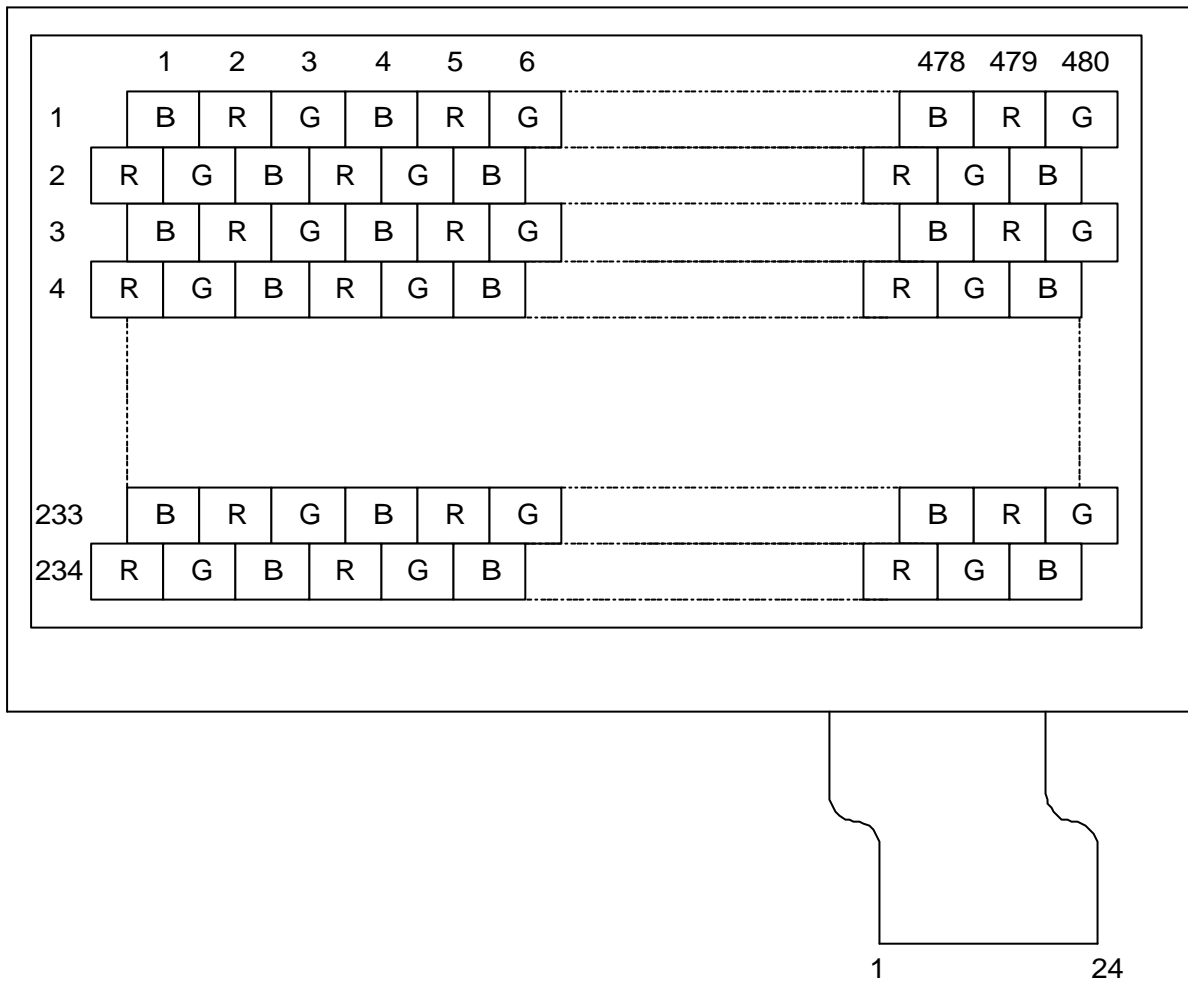 1 2 3 4 5 6 478 479 480
1 B R G B R G B R G
2 R G B R G B R G B
3 B R G B R G B R G
4 R G B R G B R G B
233 B R G B R G B R G
234 R G B R G B R G B
1 24